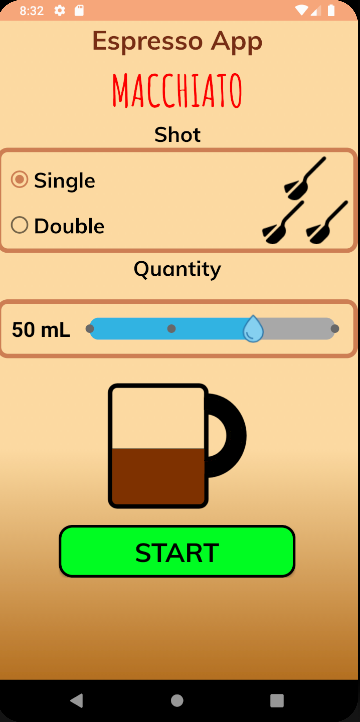 8:32
Espresso App
MACCHIATO
Shot
Single
Double
Quantity
50 mL
START